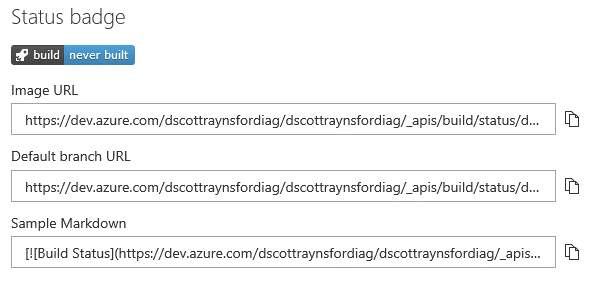 Status badge
build never built
Image URL
https://dev.azure.com/dscottraynsfordiag/dscottraynsfordiag/_apis/build/status/d...
Default branch URL
https://dev.azure.com/dscottraynsfordiag/dscottraynsfordiag/_apis/build/status/d...
Sample Markdown
[![Build Status](https://dev.azure.com/dscottraynsfordiag/dscottraynsfordiag/_apis...